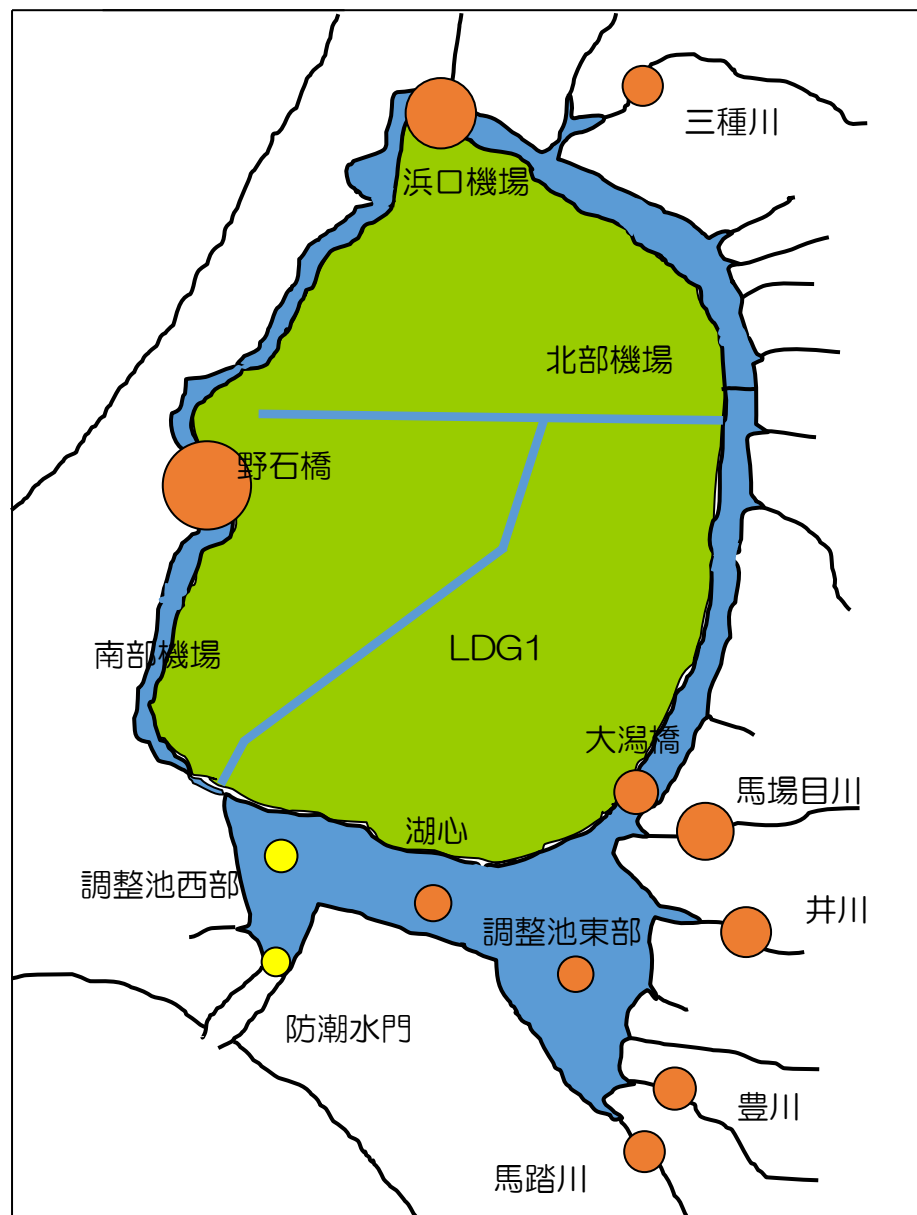 三種川
浜口機場
北部機場
野石橋
南部機場
LDG1
大潟橋
馬場目川
湖心
調整池西部
井川
調整池東部
防潮水門
豊川
馬踏川